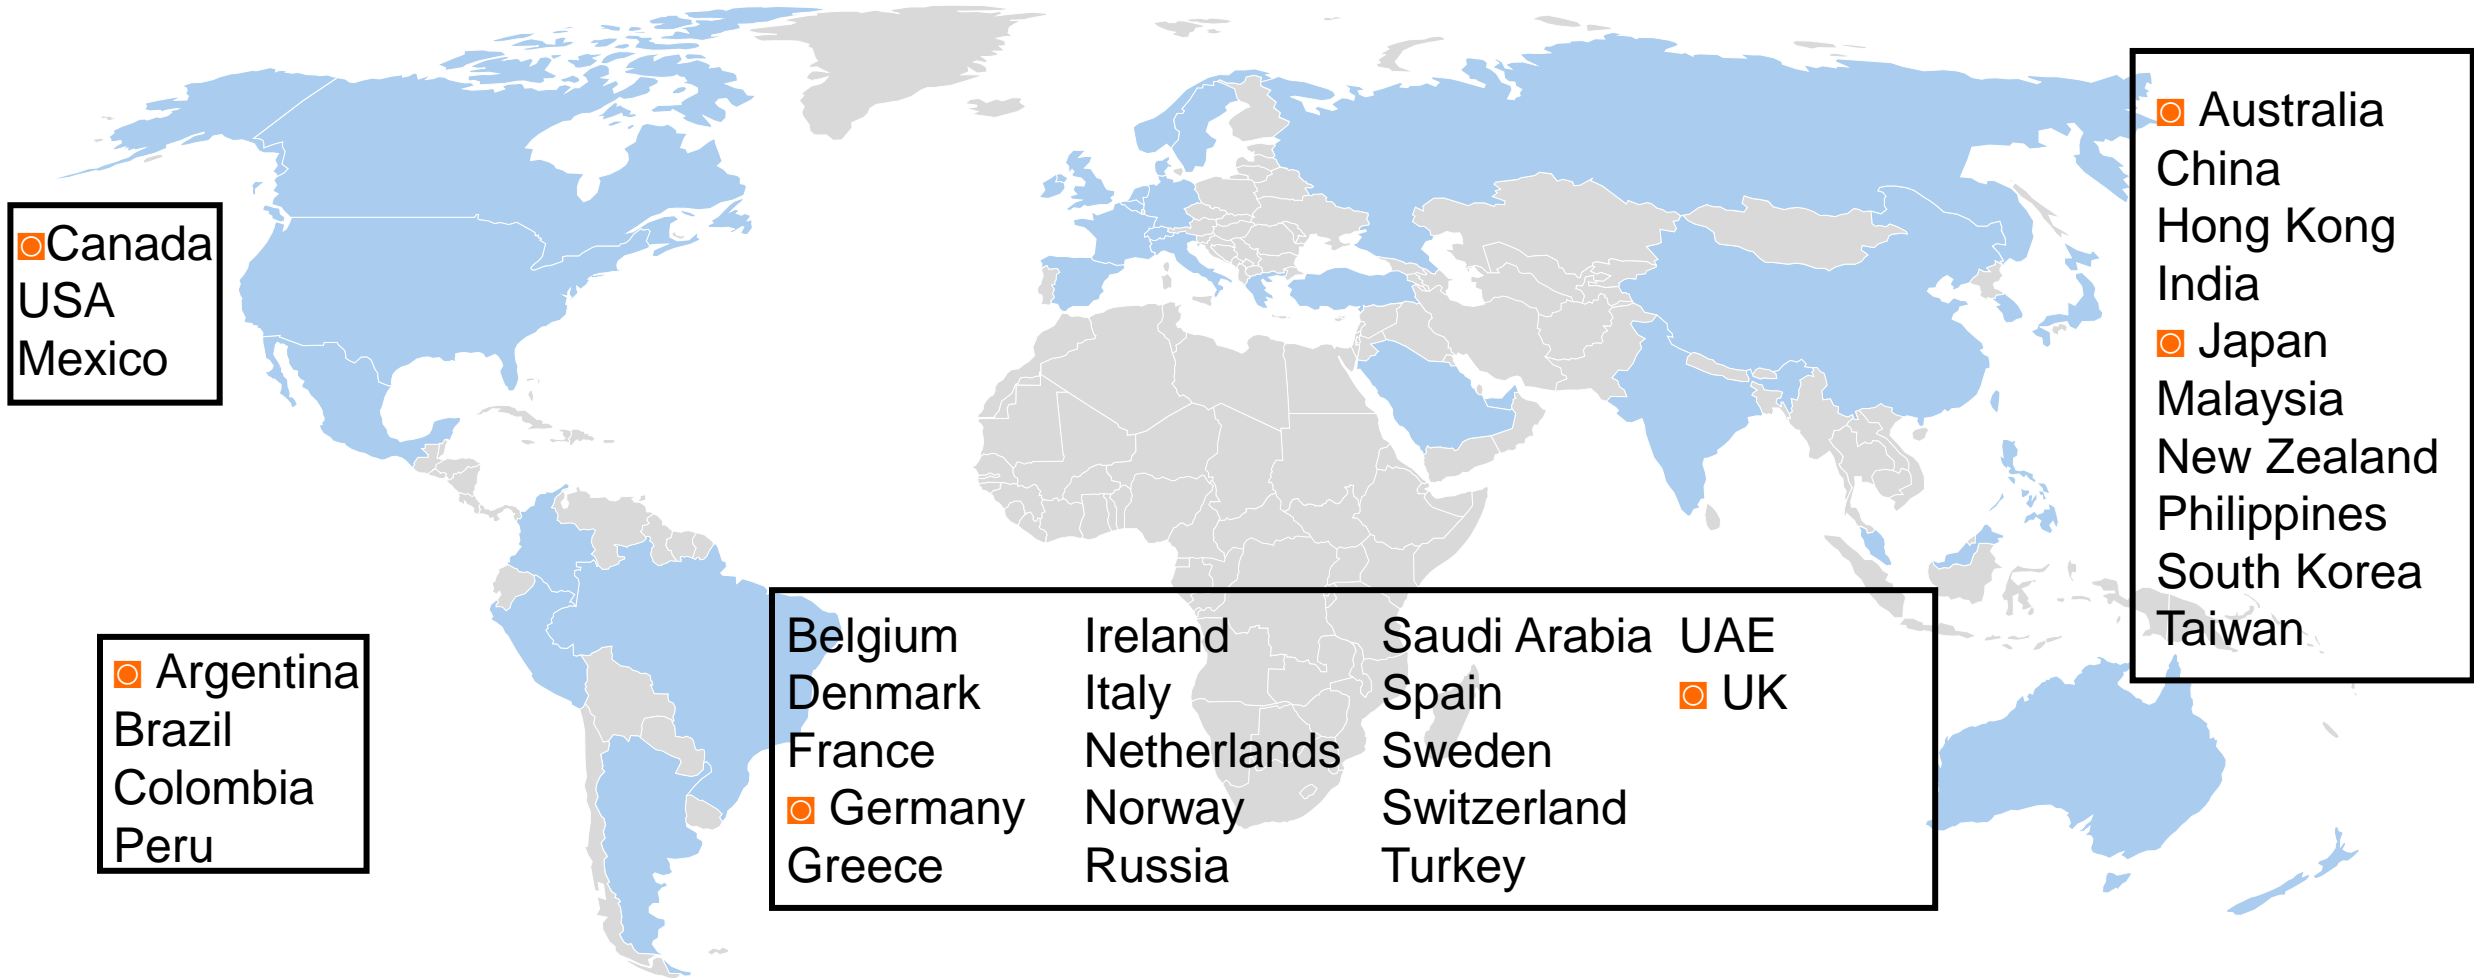 Canada
USA
Mexico
Argentina
Brazil
Colombia
Peru
Belgium
Denmark
France
Germany
Greece
Ireland
Italy
Netherlands
Norway
Russia
Saudi Arabia
Spain
Sweden
Switzerland
Turkey
UAE
UK
Australia
China
Hong Kong
India
Japan
Malaysia
New Zealand
Philippines
South Korea
Taiwan